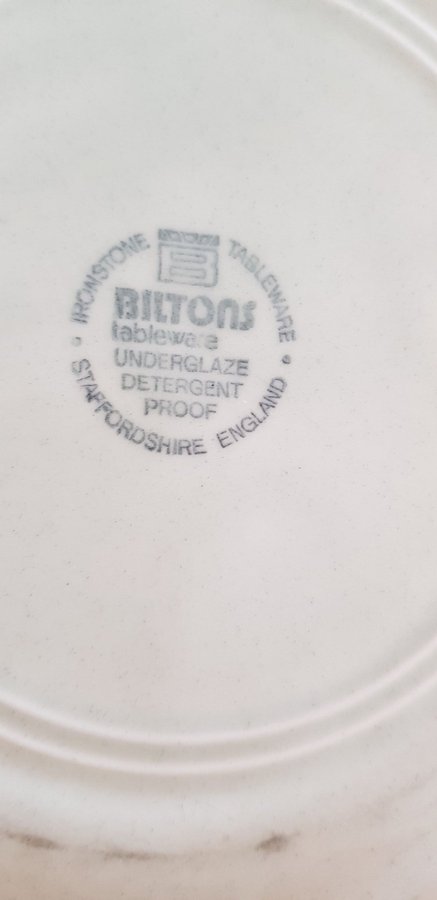 IRONSTONE TABLEWARE
B
BILTONS
tableware
UNDERGLAZE
DETERGENT
PROOF
STAFFORDSHIRE ENGLAND